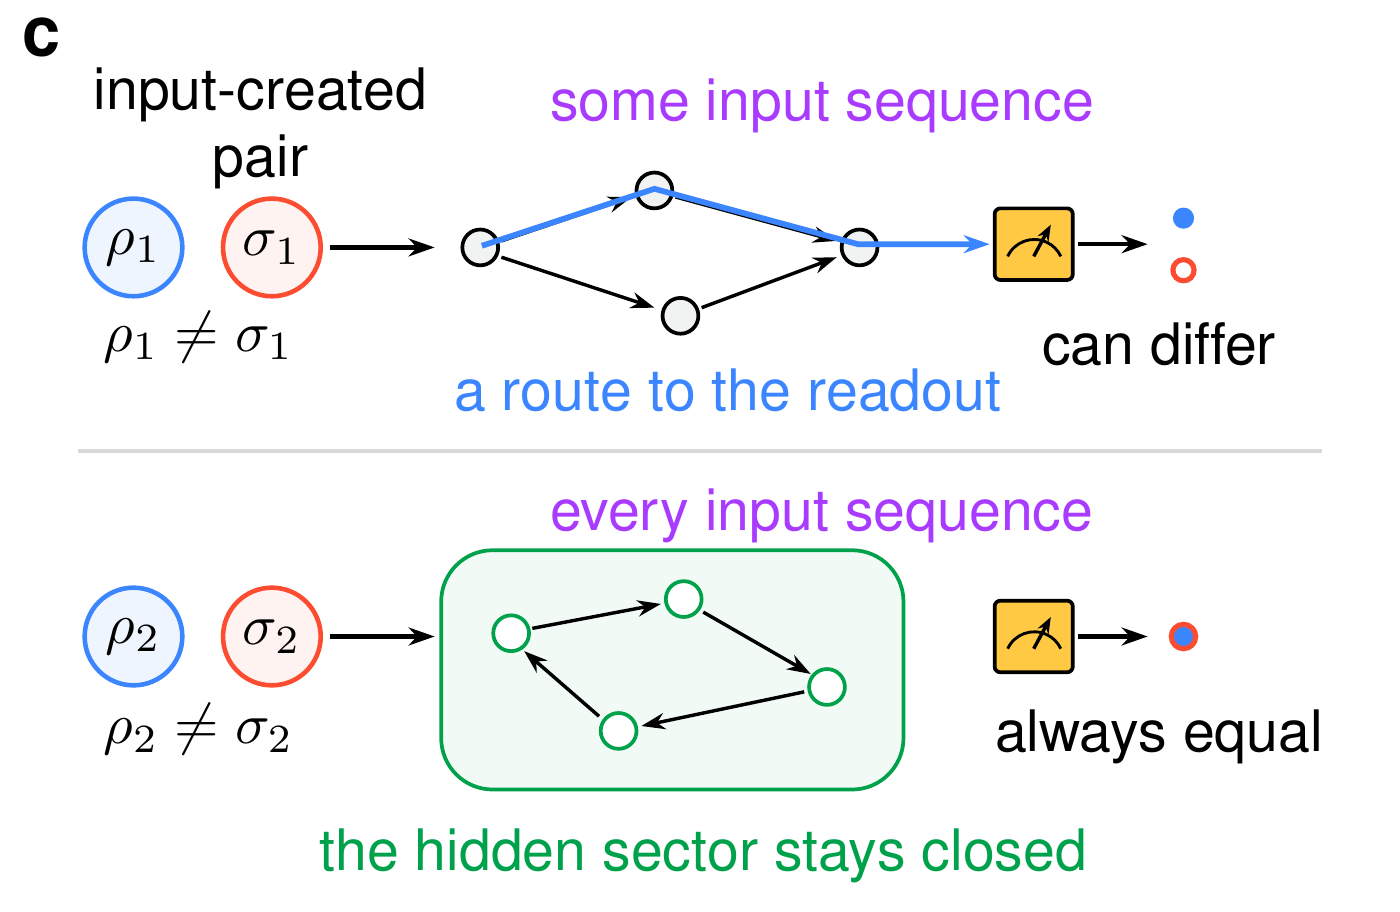 c
input-created
pair
some input sequence
ρ₁ σ₁
ρ₁ ≠ σ₁
can differ
a route to the readout
every input sequence
ρ₂ σ₂
ρ₂ ≠ σ₂
always equal
the hidden sector stays closed